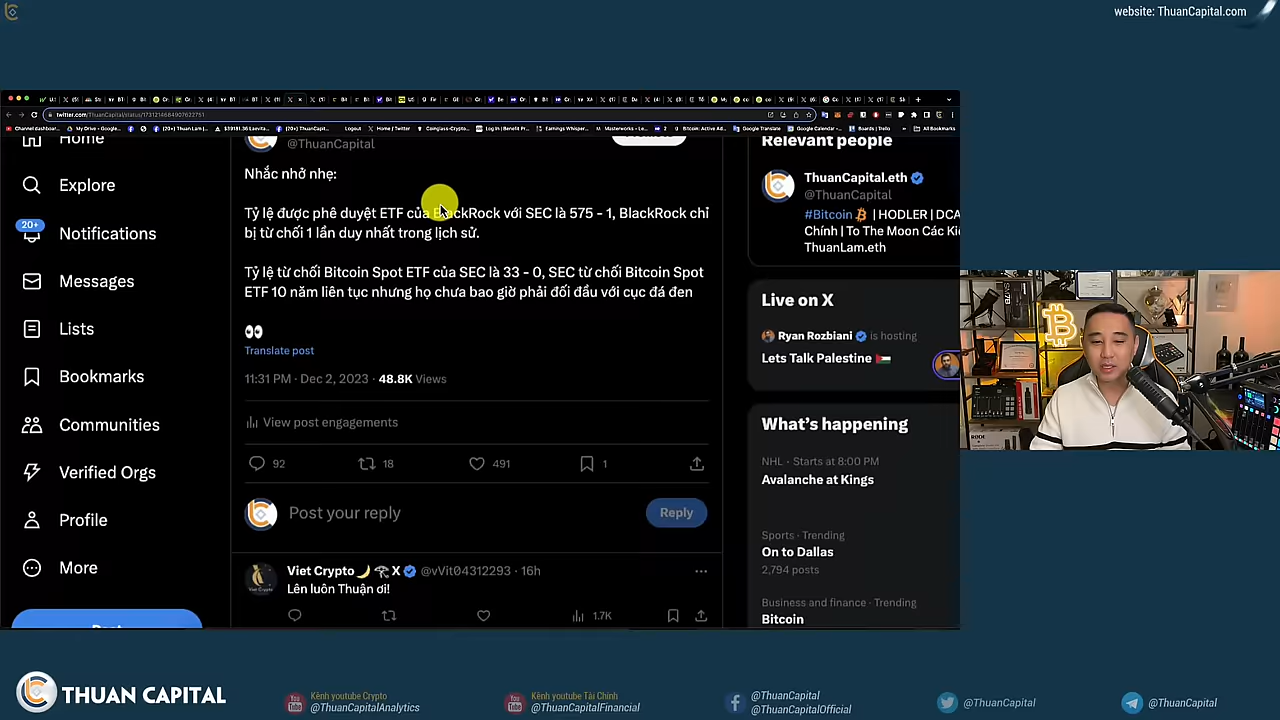 website: ThuanCapital.com
twitter.com/ThuanCapital/status/1731214684907622751
Home
Explore
20+
Notifications
Messages
Lists
Bookmarks
Communities
Verified Orgs
Profile
More
@ThuanCapital
Nhắc nhở nhẹ:
Tỷ lệ được phê duyệt ETF của BlackRock với SEC là 575 - 1, BlackRock chỉ
bị từ chối 1 lần duy nhất trong lịch sử.
Tỷ lệ từ chối Bitcoin Spot ETF của SEC là 33 - 0, SEC từ chối Bitcoin Spot
ETF 10 năm liên tục nhưng họ chưa bao giờ phải đối đầu với cục đá đen
👀
Translate post
11:31 PM · Dec 2, 2023 · 48.8K Views
View post engagements
92 18 491 1
Post your reply
Reply
Viet Crypto 🌙 X @vVit04312293 · 16h
Lên luôn Thuận ơi!
1.7K
Relevant people
ThuanCapital.eth
@ThuanCapital
#Bitcoin | HODLER | DCA
Chính | To The Moon Các
ThuanLam.eth
Live on X
Ryan Rozbiani is hosting
Lets Talk Palestine 🇵🇸
What's happening
NHL · Starts at 8:00 PM
Avalanche at Kings
Sports · Trending
On to Dallas
2,794 posts
Business and finance · Trending
Bitcoin
THUAN CAPITAL
Kênh youtube Crypto
@ThuanCapitalAnalytics
Kênh youtube Tài Chính
@ThuanCapitalFinancial
@ThuanCapital
@ThuanCapitalOfficial
@ThuanCapital
@ThuanCapital